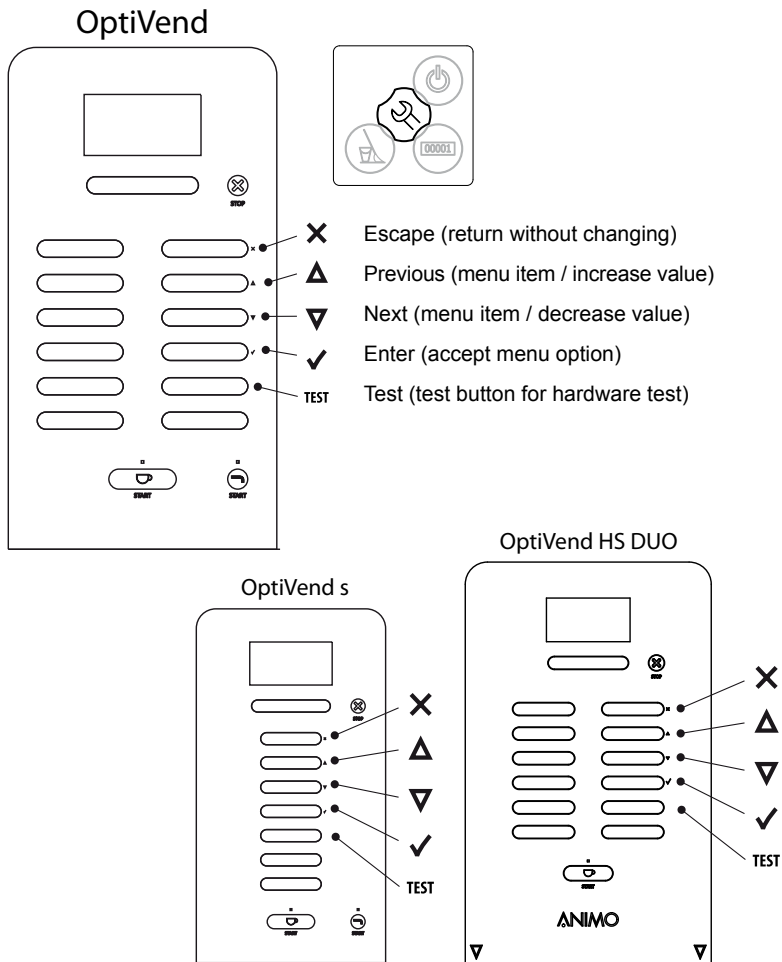 OptiVend
00001
STOP
Escape (return without changing)
Previous (menu item / increase value)
Next (menu item / decrease value)
Enter (accept menu option)
TEST Test (test button for hardware test)
START START
OptiVend s
STOP
TEST
START START
OptiVend HS DUO
STOP
TEST
START
ANIMO